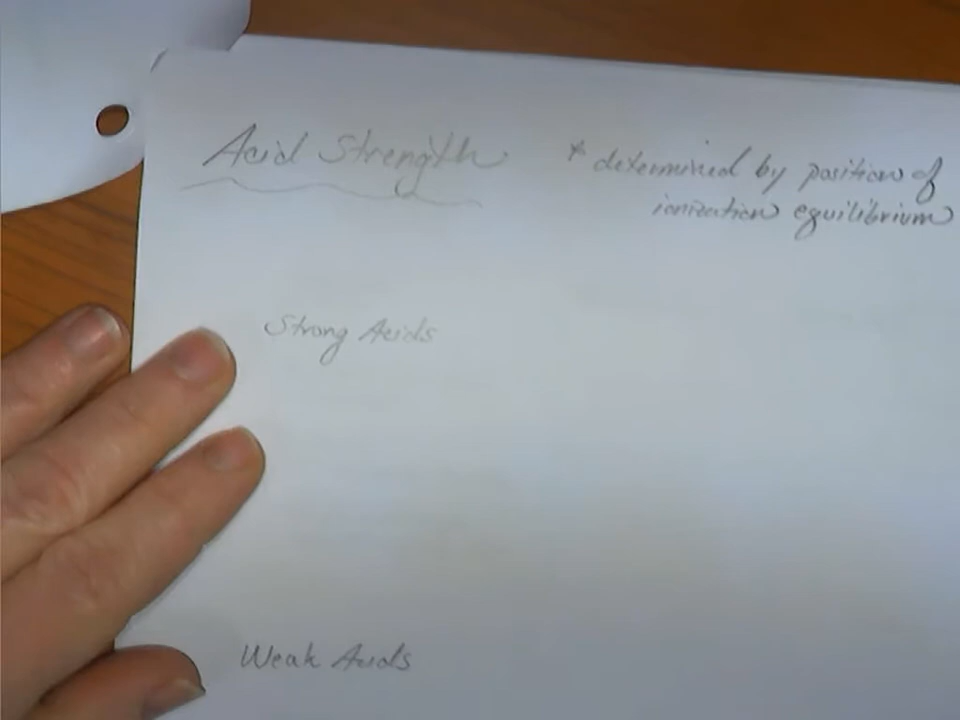 Acid Strength
* determined by position of
ionization equilibrium
Strong Acids
Weak Acids